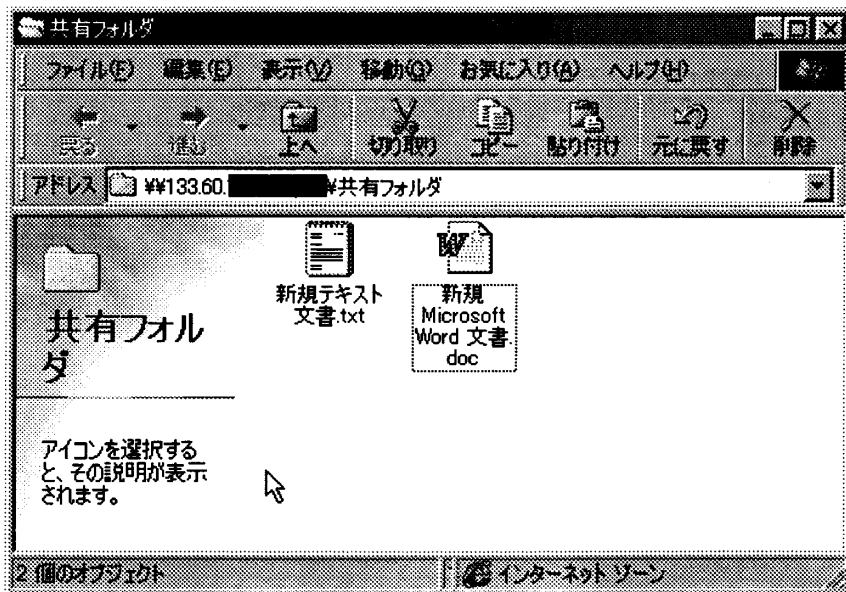 共有フォルダ
ファイル(F) 編集(E) 表示(V) 移動(G) お気に入り(A) ヘルプ(H)
戻る 進む 上へ 切り取り コピー 貼り付け 元に戻す 削除
アドレス ¥¥133.60. ¥共有フォルダ
新規テキスト
文書.txt
新規
Microsoft
Word 文書.
doc
共有フォル
ダ
アイコンを選択する
と、その説明が表示
されます。
2 個のオブジェクト インターネット ゾーン